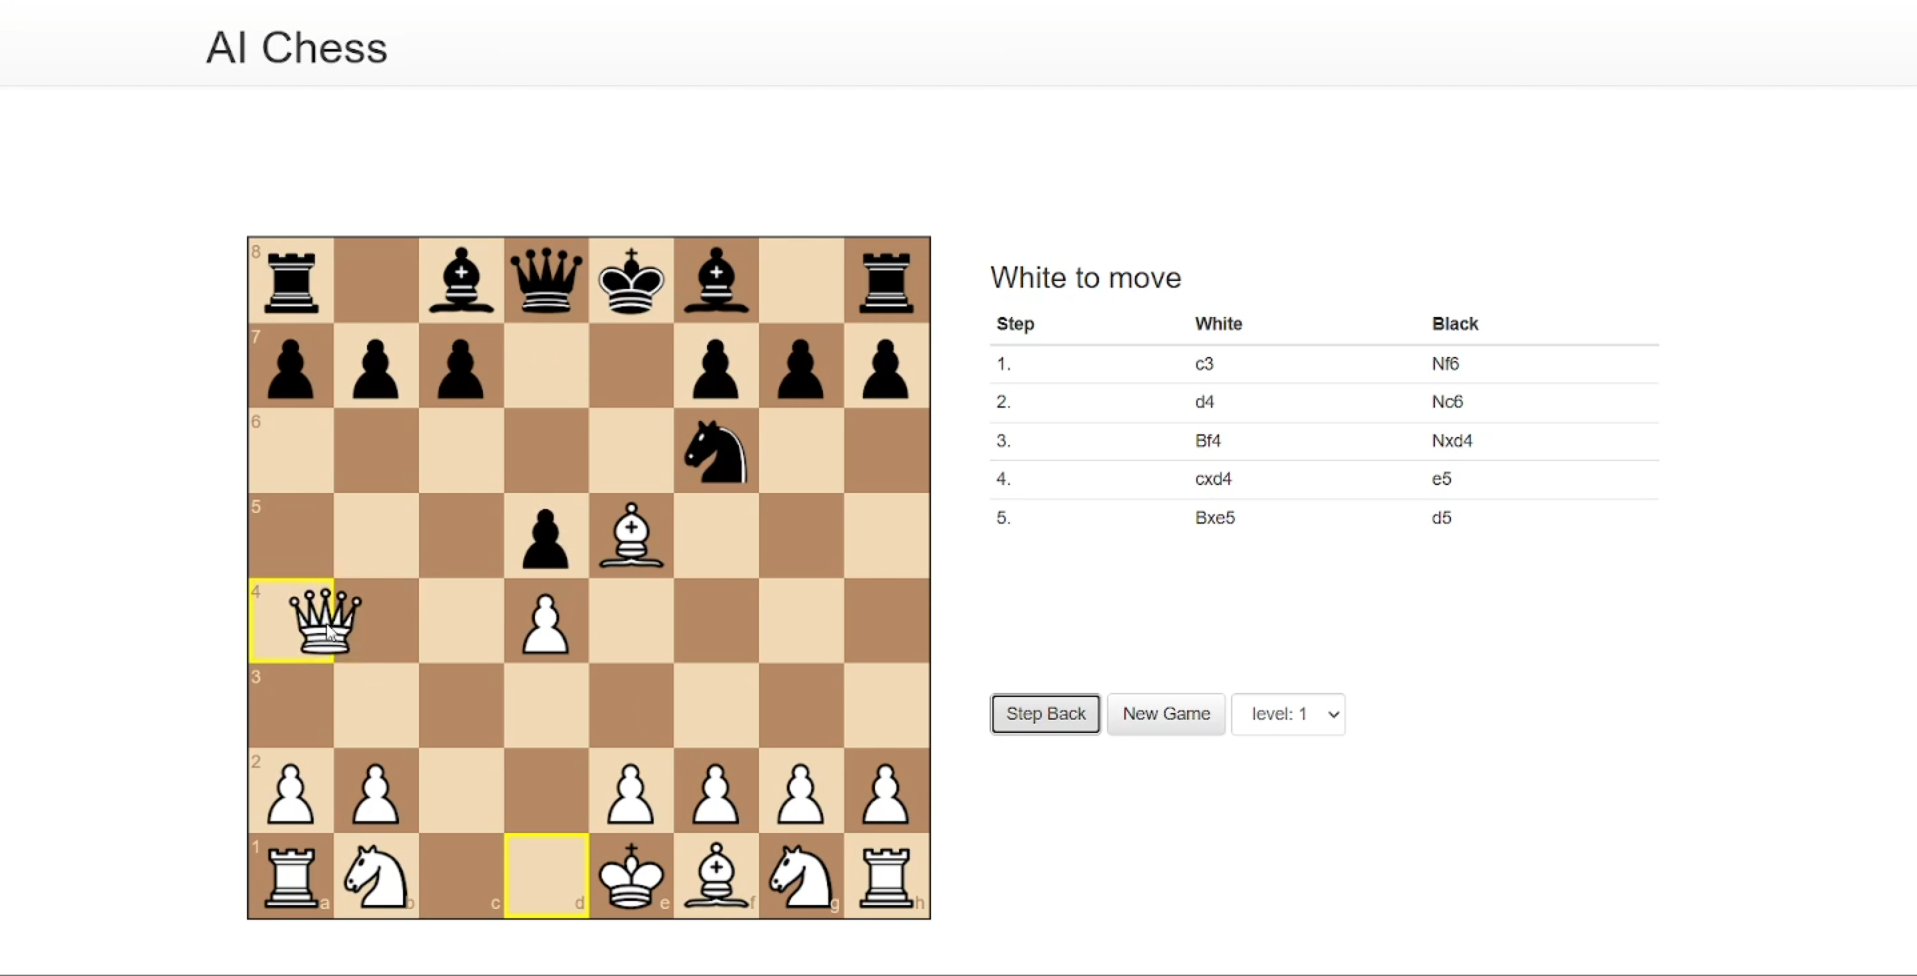 AI Chess
8
7
6
5
4
3
2
1
a b c d e f g h
White to move
Step White Black
1. c3 Nf6
2. d4 Nc6
3. Bf4 Nxd4
4. cxd4 e5
5. Bxe5 d5
Step Back New Game level: 1